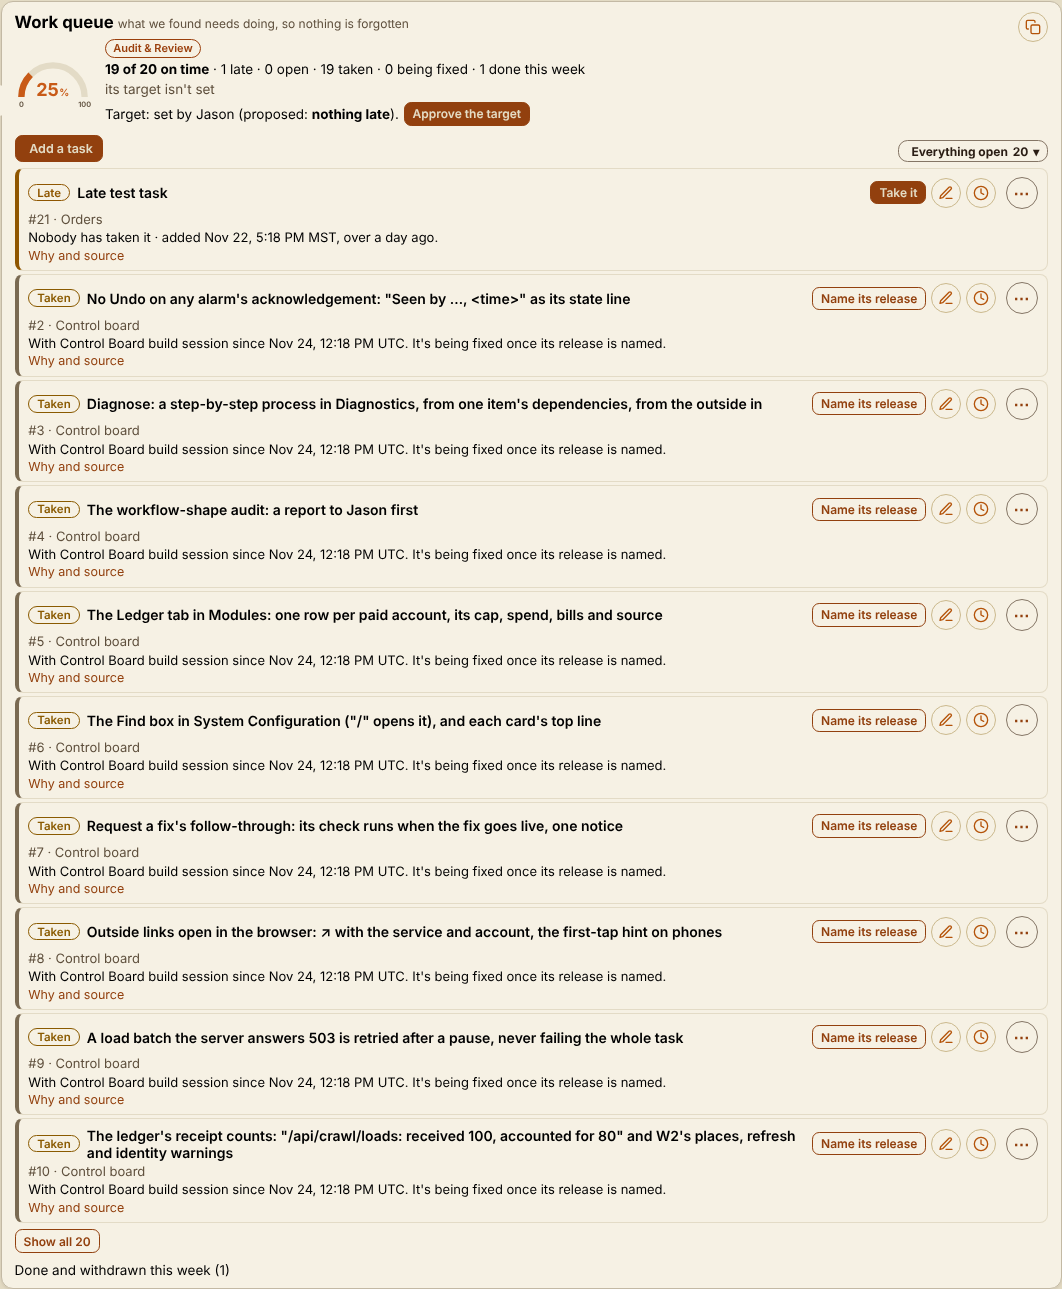 Work queue what we found needs doing, so nothing is forgotten
Audit & Review
19 of 20 on time · 1 late · 0 open · 19 taken · 0 being fixed · 1 done this week
25%
0 100
its target isn't set
Target: set by Jason (proposed: nothing late). Approve the target
Add a task
Everything open 20 ▾
Late Late test task Take it
#21 · Orders
Nobody has taken it · added Nov 22, 5:18 PM MST, over a day ago.
Why and source
Taken No Undo on any alarm's acknowledgement: "Seen by ..., <time>" as its state line Name its release
#2 · Control board
With Control Board build session since Nov 24, 12:18 PM UTC. It's being fixed once its release is named.
Why and source
Taken Diagnose: a step-by-step process in Diagnostics, from one item's dependencies, from the outside in Name its release
#3 · Control board
With Control Board build session since Nov 24, 12:18 PM UTC. It's being fixed once its release is named.
Why and source
Taken The workflow-shape audit: a report to Jason first Name its release
#4 · Control board
With Control Board build session since Nov 24, 12:18 PM UTC. It's being fixed once its release is named.
Why and source
Taken The Ledger tab in Modules: one row per paid account, its cap, spend, bills and source Name its release
#5 · Control board
With Control Board build session since Nov 24, 12:18 PM UTC. It's being fixed once its release is named.
Why and source
Taken The Find box in System Configuration ("/" opens it), and each card's top line Name its release
#6 · Control board
With Control Board build session since Nov 24, 12:18 PM UTC. It's being fixed once its release is named.
Why and source
Taken Request a fix's follow-through: its check runs when the fix goes live, one notice Name its release
#7 · Control board
With Control Board build session since Nov 24, 12:18 PM UTC. It's being fixed once its release is named.
Why and source
Taken Outside links open in the browser: ↗ with the service and account, the first-tap hint on phones Name its release
#8 · Control board
With Control Board build session since Nov 24, 12:18 PM UTC. It's being fixed once its release is named.
Why and source
Taken A load batch the server answers 503 is retried after a pause, never failing the whole task Name its release
#9 · Control board
With Control Board build session since Nov 24, 12:18 PM UTC. It's being fixed once its release is named.
Why and source
Taken The ledger's receipt counts: "/api/crawl/loads: received 100, accounted for 80" and W2's places, refresh Name its release
and identity warnings
#10 · Control board
With Control Board build session since Nov 24, 12:18 PM UTC. It's being fixed once its release is named.
Why and source
Show all 20
Done and withdrawn this week (1)